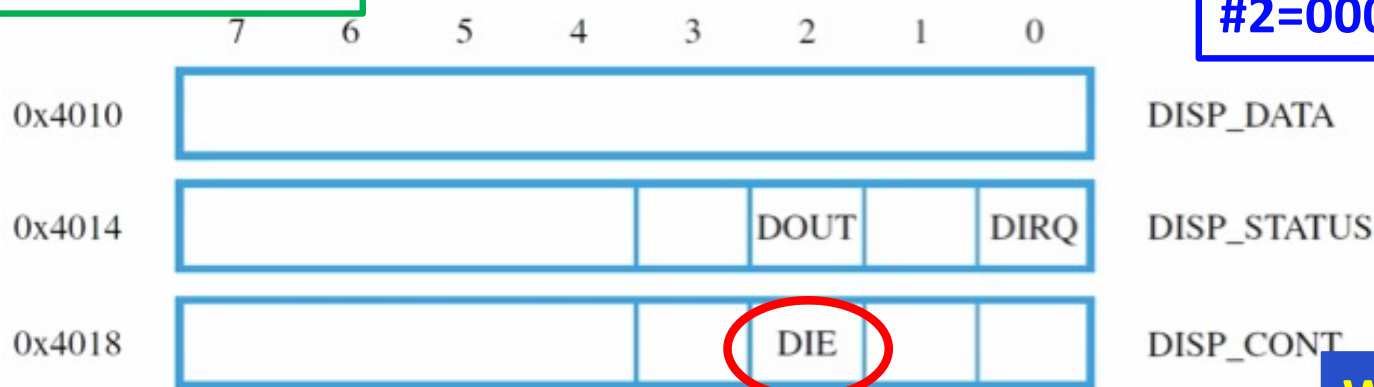 7 6 5 4 3 2 1 0
#2=000
0x4010 DISP_DATA
0x4014 DOUT DIRQ DISP_STATUS
0x4018 DIE DISP_CONT